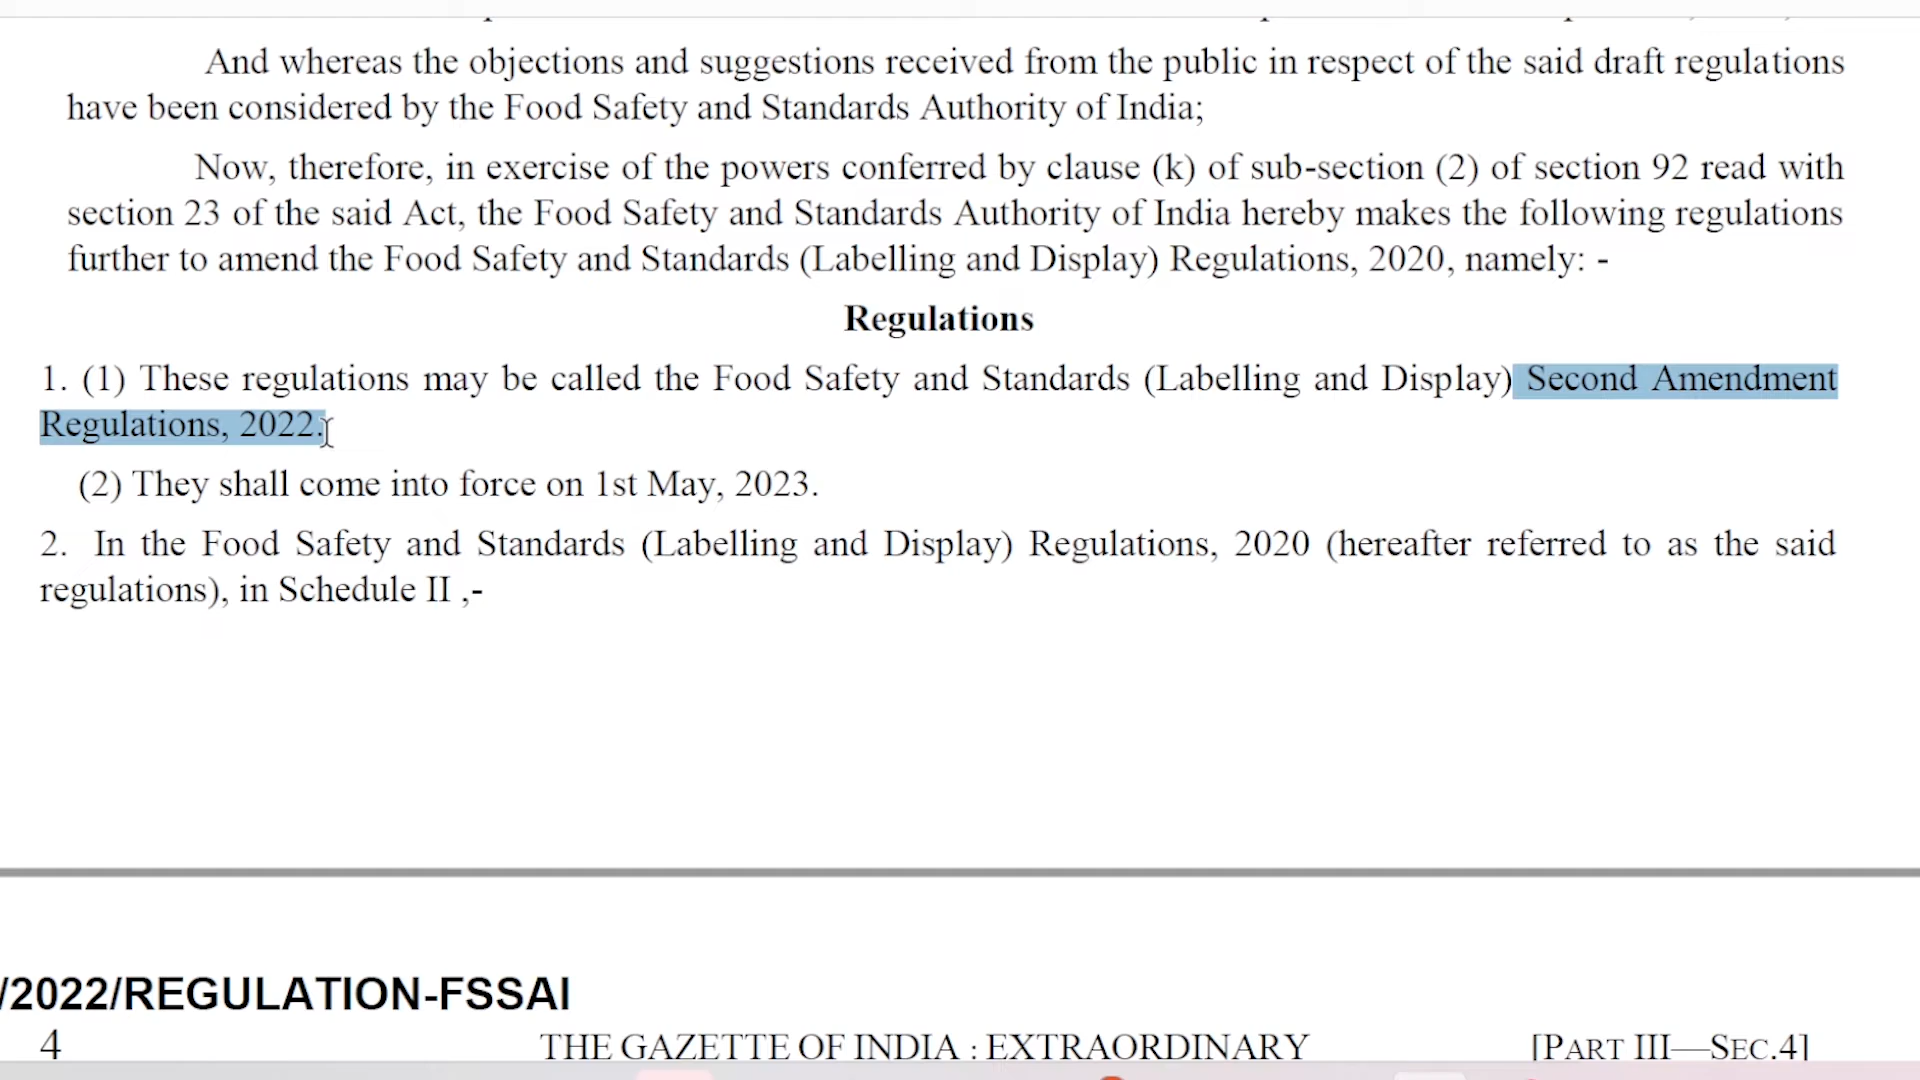 And whereas the objections and suggestions received from the public in respect of the said draft regulations
have been considered by the Food Safety and Standards Authority of India;
Now, therefore, in exercise of the powers conferred by clause (k) of sub-section (2) of section 92 read with
section 23 of the said Act, the Food Safety and Standards Authority of India hereby makes the following regulations
further to amend the Food Safety and Standards (Labelling and Display) Regulations, 2020, namely: -
Regulations
1. (1) These regulations may be called the Food Safety and Standards (Labelling and Display) Second Amendment
Regulations, 2022.
(2) They shall come into force on 1st May, 2023.
2. In the Food Safety and Standards (Labelling and Display) Regulations, 2020 (hereafter referred to as the said
regulations), in Schedule II ,-
/2022/REGULATION-FSSAI
4 THE GAZETTE OF INDIA : EXTRAORDINARY [PART III—SEC.4]